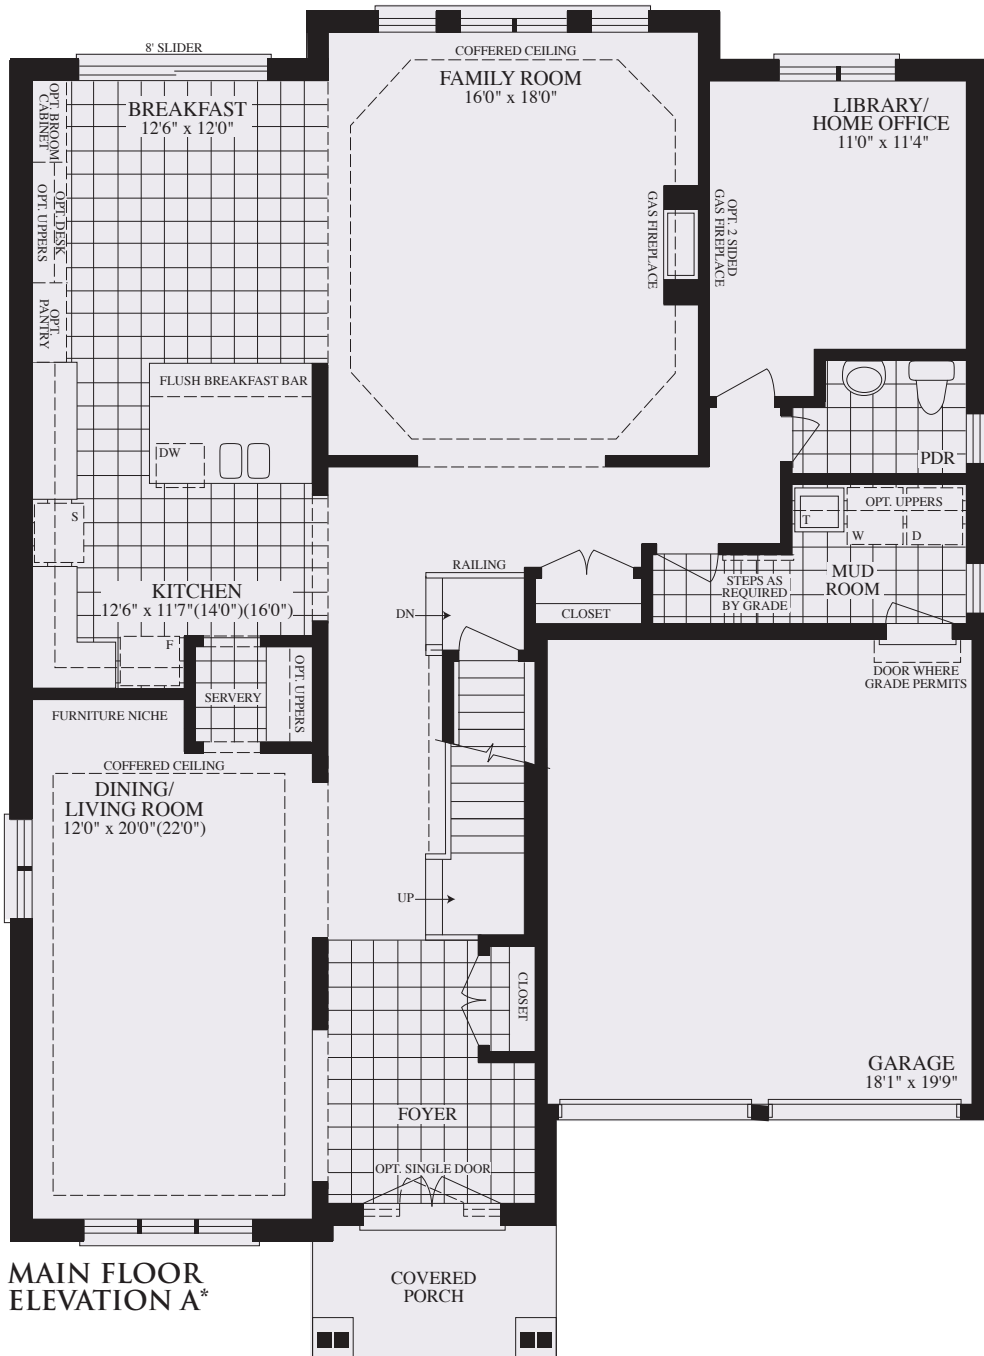 8' SLIDER
COFFERED CEILING
FAMILY ROOM
16'0" x 18'0"
BREAKFAST
12'6" x 12'0"
LIBRARY/
HOME OFFICE
11'0" x 11'4"
OPT. BROOM
CABINET
OPT. DESK
OPT. UPPERS
OPT.
PANTRY
GAS FIREPLACE
OPT. 2 SIDED
GAS FIREPLACE
FLUSH BREAKFAST BAR
DW
PDR
S
T
OPT. UPPERS
W
D
MUD
ROOM
STEPS AS
REQUIRED
BY GRADE
RAILING
CLOSET
DN
KITCHEN
12'6" x 11'7"(14'0")(16'0")
F
SERVERY
OPT. UPPERS
DOOR WHERE
GRADE PERMITS
FURNITURE NICHE
COFFERED CEILING
DINING/
LIVING ROOM
12'0" x 20'0"(22'0")
UP
CLOSET
GARAGE
18'1" x 19'9"
FOYER
OPT. SINGLE DOOR
COVERED
PORCH
MAIN FLOOR
ELEVATION A*